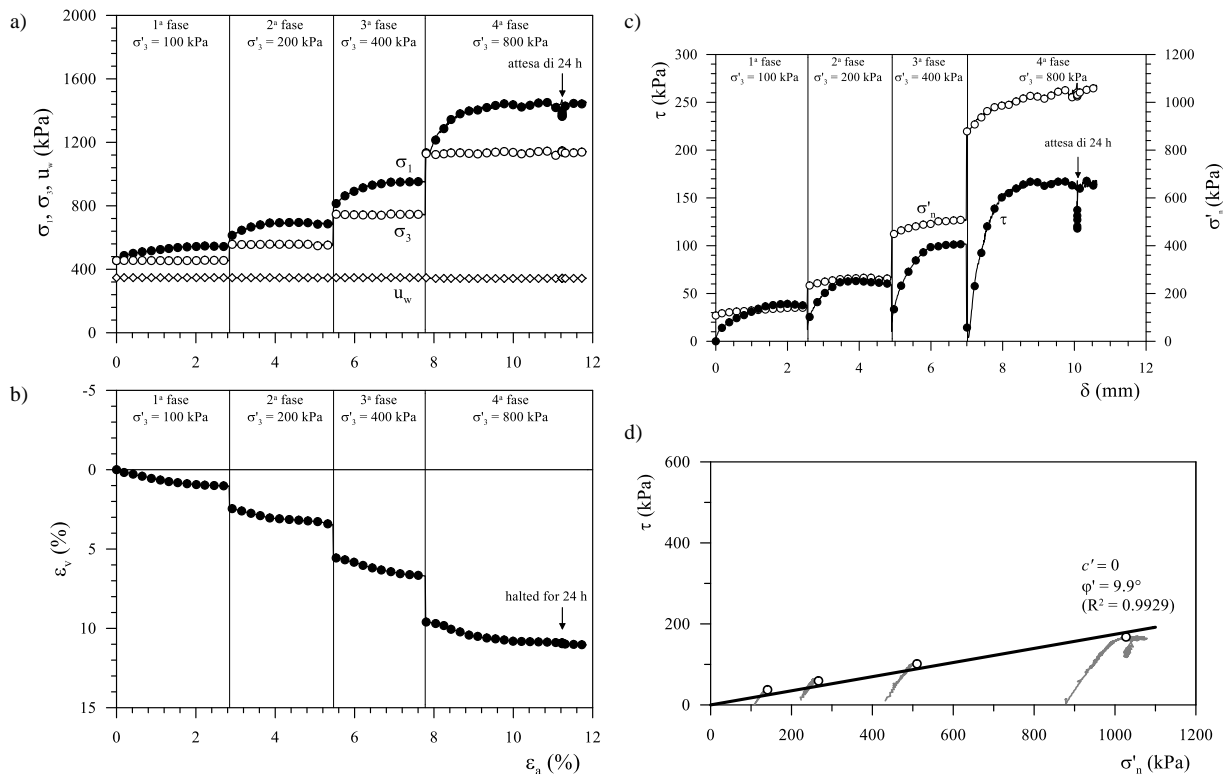 a)
1ª fase
σ'₃ = 100 kPa
2ª fase
σ'₃ = 200 kPa
3ª fase
σ'₃ = 400 kPa
4ª fase
σ'₃ = 800 kPa
attesa di 24 h
2000
1600
1200
800
400
0
σ₁, σ₃, u_w (kPa)
σ₁
σ₃
u_w
0 2 4 6 8 10 12
b)
1ª fase
σ'₃ = 100 kPa
2ª fase
σ'₃ = 200 kPa
3ª fase
σ'₃ = 400 kPa
4ª fase
σ'₃ = 800 kPa
halted for 24 h
-5
0
5
10
15
ε_v (%)
0 2 4 6 8 10 12
ε_a (%)
c)
1ª fase
σ'₃ = 100 kPa
2ª fase
σ'₃ = 200 kPa
3ª fase
σ'₃ = 400 kPa
4ª fase
σ'₃ = 800 kPa
attesa di 24 h
300
250
200
150
100
50
0
τ (kPa)
σ'ₙ
τ
1200
1000
800
600
400
200
0
σ'ₙ (kPa)
0 2 4 6 8 10
δ (mm)
d)
600
400
200
0
τ (kPa)
c' = 0
φ' = 9.9°
(R² = 0.9929)
0 200 400 600 800 1000 1200
σ'ₙ (kPa)